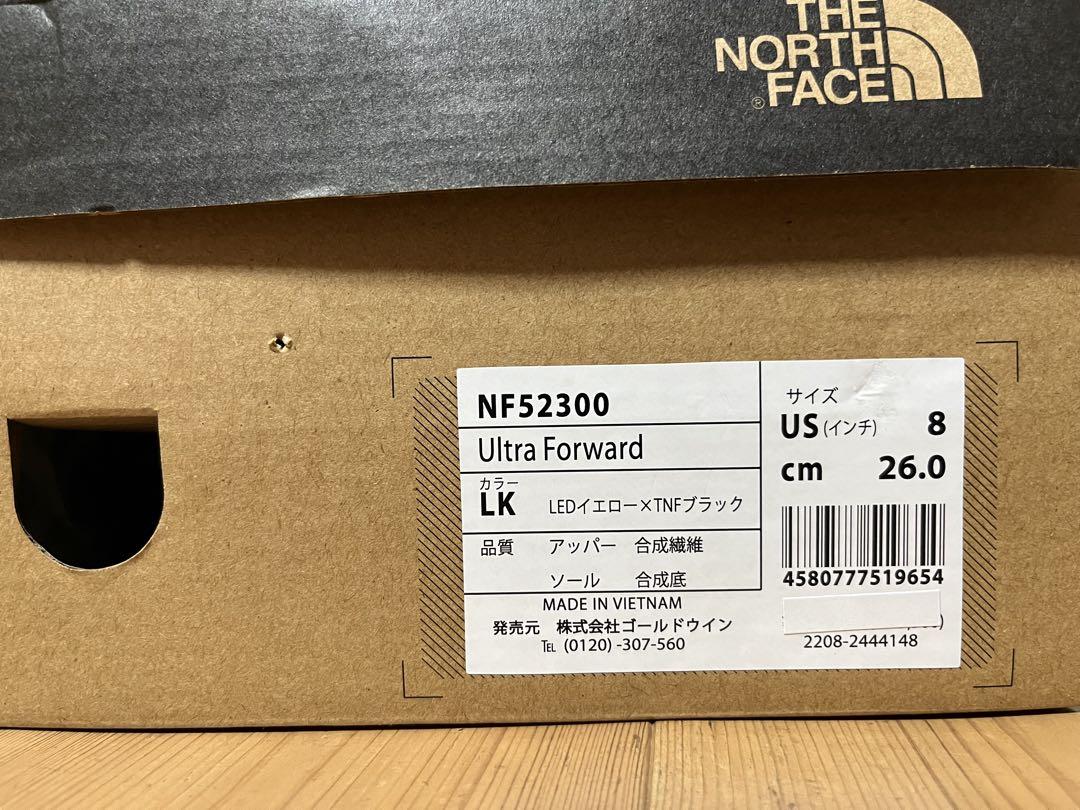 THE
NORTH
FACE
®
NF52300
Ultra Forward
カラー
LK LEDイエロー×TNFブラック
品質 アッパー 合成繊維
ソール 合成底
MADE IN VIETNAM
発売元 株式会社ゴールドウイン
TEL (0120) -307-560
サイズ
US (インチ) 8
cm 26.0
4580777519654
2208-2444148